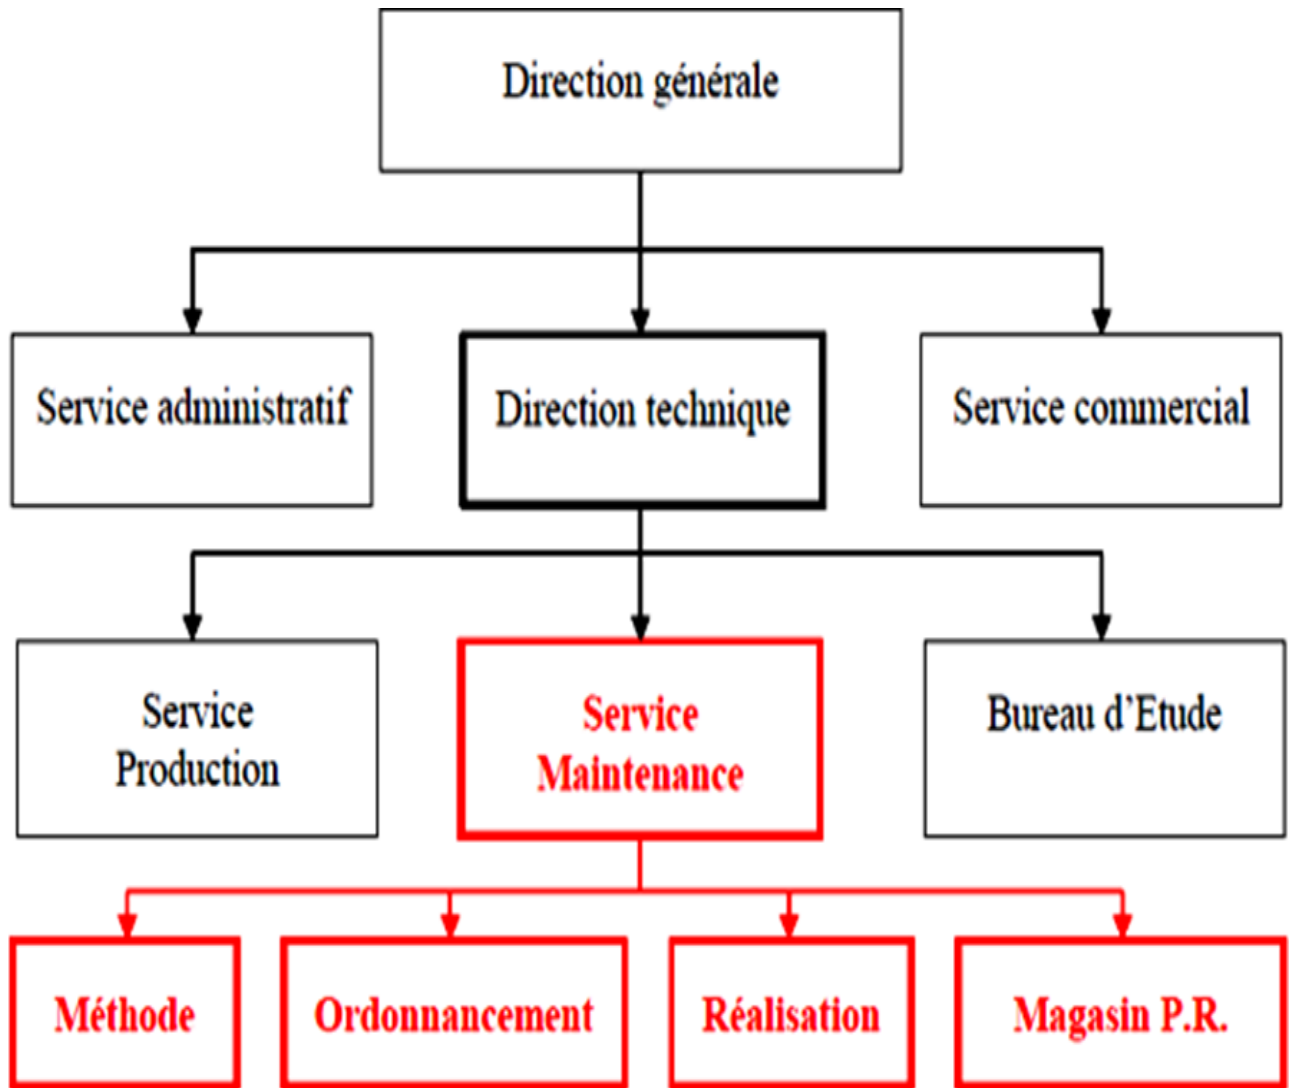 Direction générale
Service administratif
Direction technique
Service commercial
Service
Production
Service
Maintenance
Bureau d'Etude
Méthode
Ordonnancement
Réalisation
Magasin P.R.